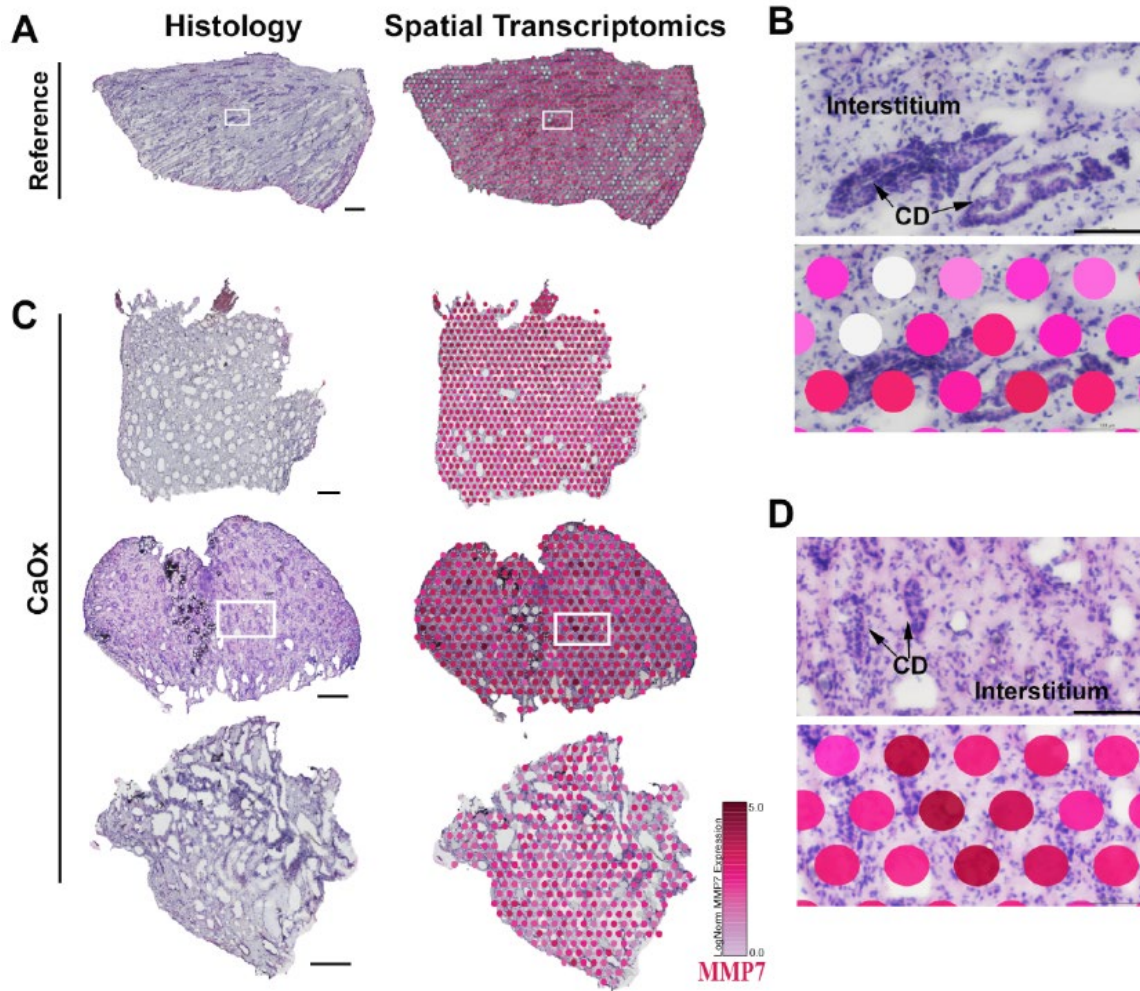 A
Histology
Spatial Transcriptomics
Reference
B
Interstitium
CD
C
CaOx
D
CD
Interstitium
5.0
LogNorm MMP7 Expression
0.0
MMP7